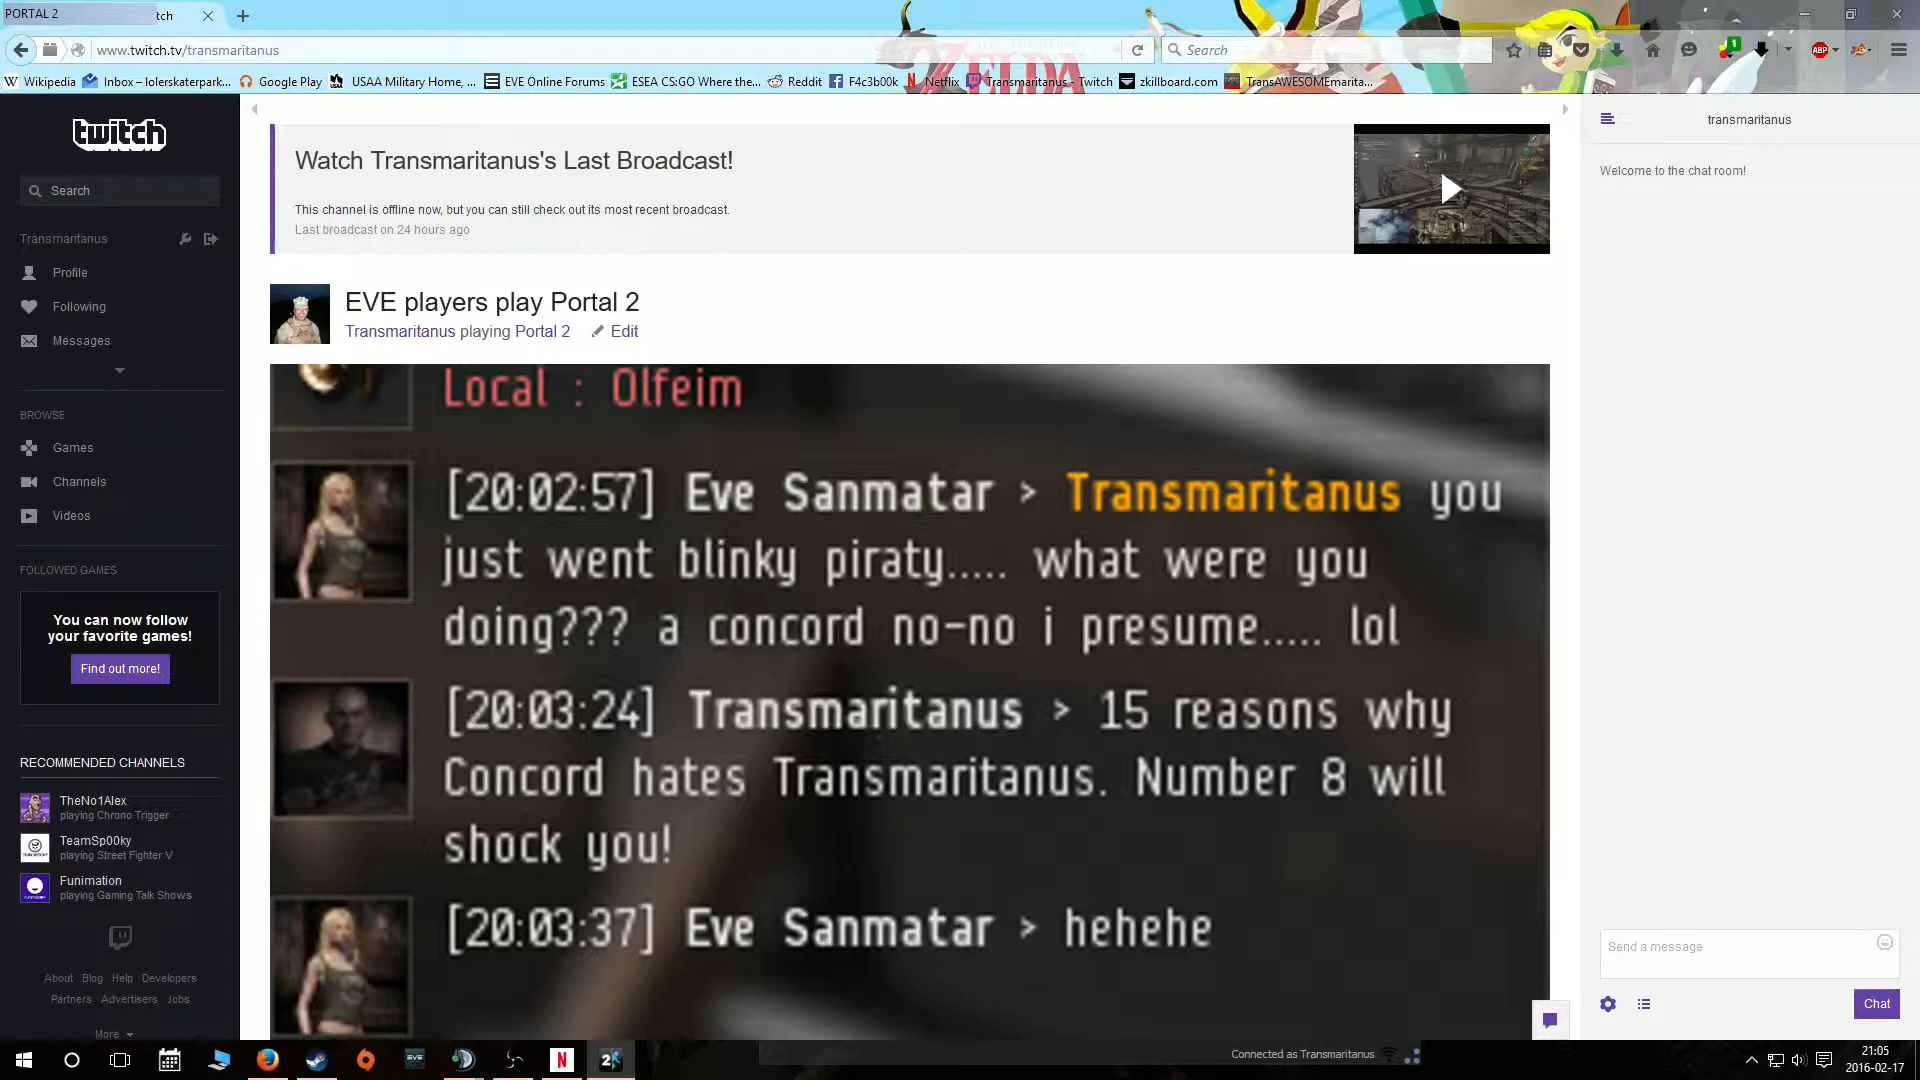 PORTAL 2
tch
www.twitch.tv/transmaritanus
Search
Wikipedia
Inbox – lolerskaterpark...
Google Play
USAA Military Home, ...
EVE Online Forums
ESEA CS:GO Where the...
Reddit
F4c3b00k
Netflix
Transmaritanus - Twitch
zkillboard.com
TransAWESOMEmarita...
ZELDA
twitch
Search
Transmaritanus
Profile
Following
Messages
BROWSE
Games
Channels
Videos
FOLLOWED GAMES
You can now follow
your favorite games!
Find out more!
RECOMMENDED CHANNELS
TheNo1Alex
playing Chrono Trigger
TeamSp00ky
playing Street Fighter V
Funimation
playing Gaming Talk Shows
About Blog Help Developers
Partners Advertisers Jobs
More
Watch Transmaritanus's Last Broadcast!
This channel is offline now, but you can still check out its most recent broadcast.
Last broadcast on 24 hours ago
EVE players play Portal 2
Transmaritanus playing Portal 2 Edit
Local : Olfeim
[20:02:57] Eve Sanmatar > Transmaritanus you
just went blinky piraty..... what were you
doing??? a concord no-no i presume..... lol
[20:03:24] Transmaritanus > 15 reasons why
Concord hates Transmaritanus. Number 8 will
shock you!
[20:03:37] Eve Sanmatar > hehehe
transmaritanus
Welcome to the chat room!
Send a message
Chat
Connected as Transmaritanus
21:05
2016-02-17
ABP
1
EVE
N
2